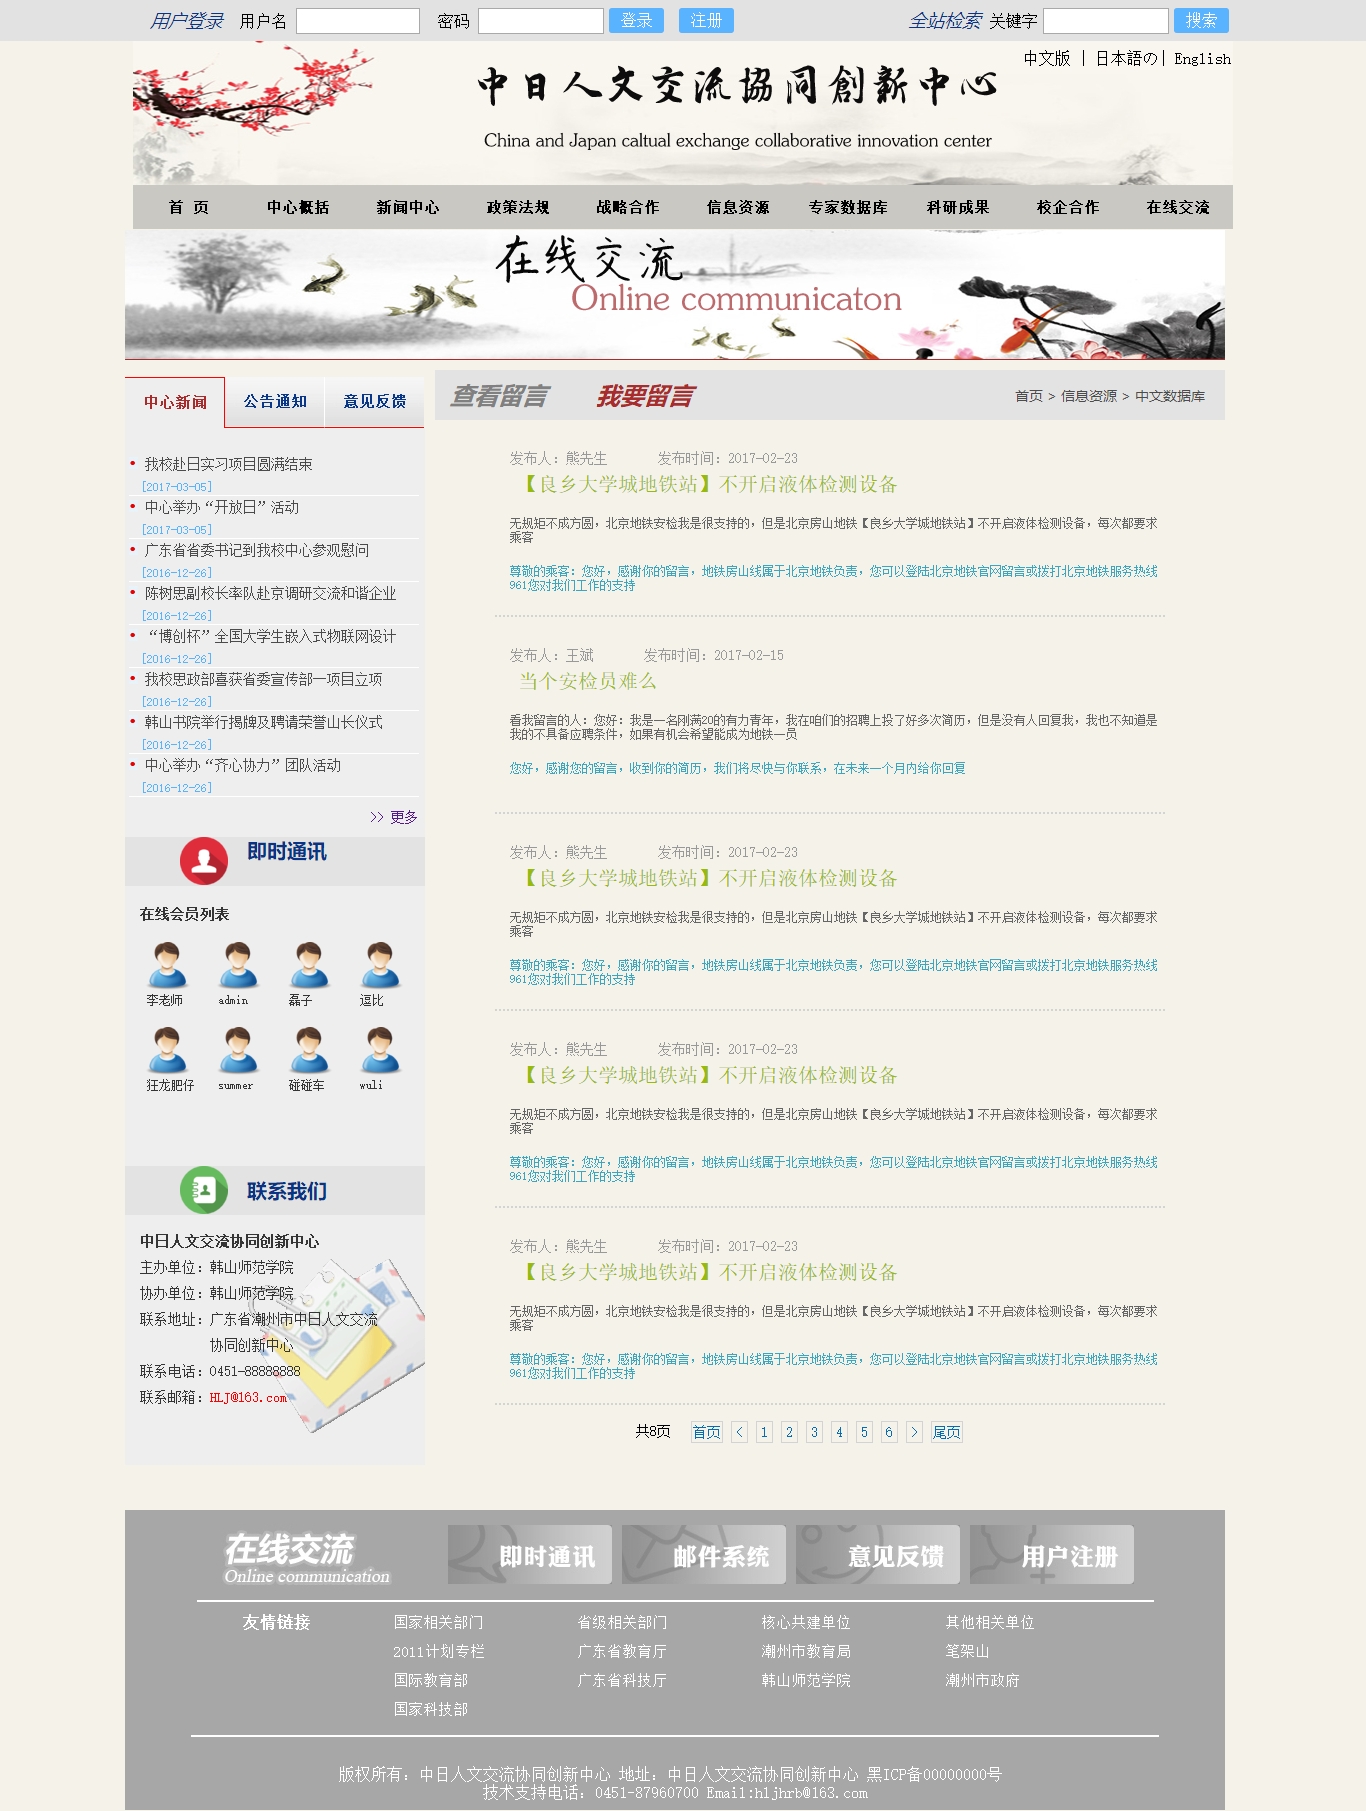 用户登录 用户名 密码 登录 注册 全站检索 关键字 搜索
中文版 | 日本語の| English
中日人文交流協同創新中心
China and Japan caltual exchange collaborative innovation center
首 页 中心概括 新闻中心 政策法规 战略合作 信息资源 专家数据库 科研成果 校企合作 在线交流
在线交流
Online communicaton
中心新闻 公告通知 意见反馈
• 我校赴日实习项目圆满结束
[2017-03-05]
• 中心举办“开放日”活动
[2017-03-05]
• 广东省省委书记到我校中心参观慰问
[2016-12-26]
• 陈树思副校长率队赴京调研交流和谐企业
[2016-12-26]
• “博创杯”全国大学生嵌入式物联网设计
[2016-12-26]
• 我校思政部喜获省委宣传部一项目立项
[2016-12-26]
• 韩山书院举行揭牌及聘请荣誉山长仪式
[2016-12-26]
• 中心举办“齐心协力”团队活动
[2016-12-26]
>> 更多
即时通讯
在线会员列表
李老师 admin 磊子 逗比
狂龙肥仔 summer 碰碰车 wuli
联系我们
中日人文交流协同创新中心
主办单位：韩山师范学院
协办单位：韩山师范学院
联系地址：广东省潮州市中日人文交流
协同创新中心
联系电话：0451-88888888
联系邮箱：HLJ@163.com
查看留言 我要留言 首页 > 信息资源 > 中文数据库
发布人：熊先生 发布时间：2017-02-23
【良乡大学城地铁站】不开启液体检测设备
无规矩不成方圆，北京地铁安检我是很支持的，但是北京房山地铁【良乡大学城地铁站】不开启液体检测设备，每次都要求
乘客
尊敬的乘客：您好，感谢你的留言，地铁房山线属于北京地铁负责，您可以登陆北京地铁官网留言或拨打北京地铁服务热线
961您对我们工作的支持
发布人：王斌 发布时间：2017-02-15
当个安检员难么
看我留言的人：您好：我是一名刚满20的有力青年，我在咱们的招聘上投了好多次简历，但是没有人回复我，我也不知道是
我的不具备应聘条件，如果有机会希望能成为地铁一员
您好，感谢您的留言，收到你的简历，我们将尽快与你联系，在未来一个月内给你回复
发布人：熊先生 发布时间：2017-02-23
【良乡大学城地铁站】不开启液体检测设备
无规矩不成方圆，北京地铁安检我是很支持的，但是北京房山地铁【良乡大学城地铁站】不开启液体检测设备，每次都要求
乘客
尊敬的乘客：您好，感谢你的留言，地铁房山线属于北京地铁负责，您可以登陆北京地铁官网留言或拨打北京地铁服务热线
961您对我们工作的支持
发布人：熊先生 发布时间：2017-02-23
【良乡大学城地铁站】不开启液体检测设备
无规矩不成方圆，北京地铁安检我是很支持的，但是北京房山地铁【良乡大学城地铁站】不开启液体检测设备，每次都要求
乘客
尊敬的乘客：您好，感谢你的留言，地铁房山线属于北京地铁负责，您可以登陆北京地铁官网留言或拨打北京地铁服务热线
961您对我们工作的支持
发布人：熊先生 发布时间：2017-02-23
【良乡大学城地铁站】不开启液体检测设备
无规矩不成方圆，北京地铁安检我是很支持的，但是北京房山地铁【良乡大学城地铁站】不开启液体检测设备，每次都要求
乘客
尊敬的乘客：您好，感谢你的留言，地铁房山线属于北京地铁负责，您可以登陆北京地铁官网留言或拨打北京地铁服务热线
961您对我们工作的支持
共8页 首页 < 1 2 3 4 5 6 > 尾页
在线交流
Online communication
即时通讯 邮件系统 意见反馈 用户注册
友情链接 国家相关部门 省级相关部门 核心共建单位 其他相关单位
2011计划专栏 广东省教育厅 潮州市教育局 笔架山
国际教育部 广东省科技厅 韩山师范学院 潮州市政府
国家科技部
版权所有：中日人文交流协同创新中心 地址：中日人文交流协同创新中心 黑ICP备00000000号
技术支持电话：0451-87960700 Email:hljhrb@163.com